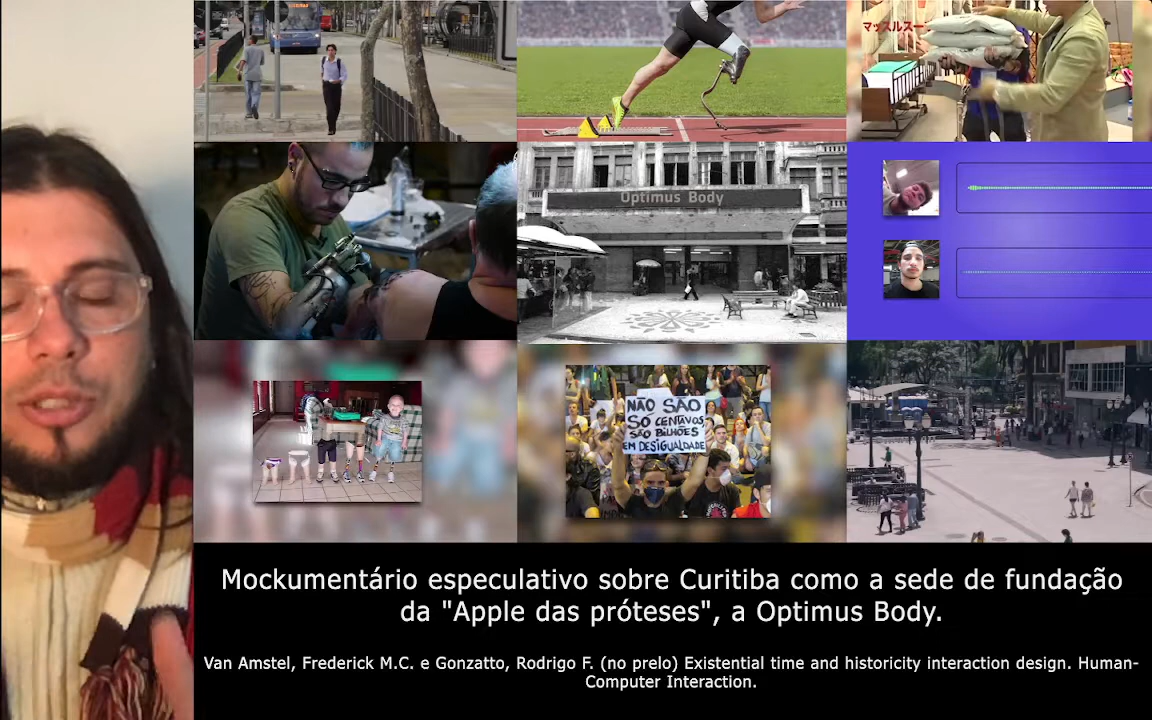 マッスルスー
Optimus Body
NÃO SÃO
SÓ CENTAVOS
SÃO BILHÕES
EM DESIGUALDADE
Mockumentário especulativo sobre Curitiba como a sede de fundação
da "Apple das próteses", a Optimus Body.
Van Amstel, Frederick M.C. e Gonzatto, Rodrigo F. (no prelo) Existential time and historicity interaction design. Human-
Computer Interaction.